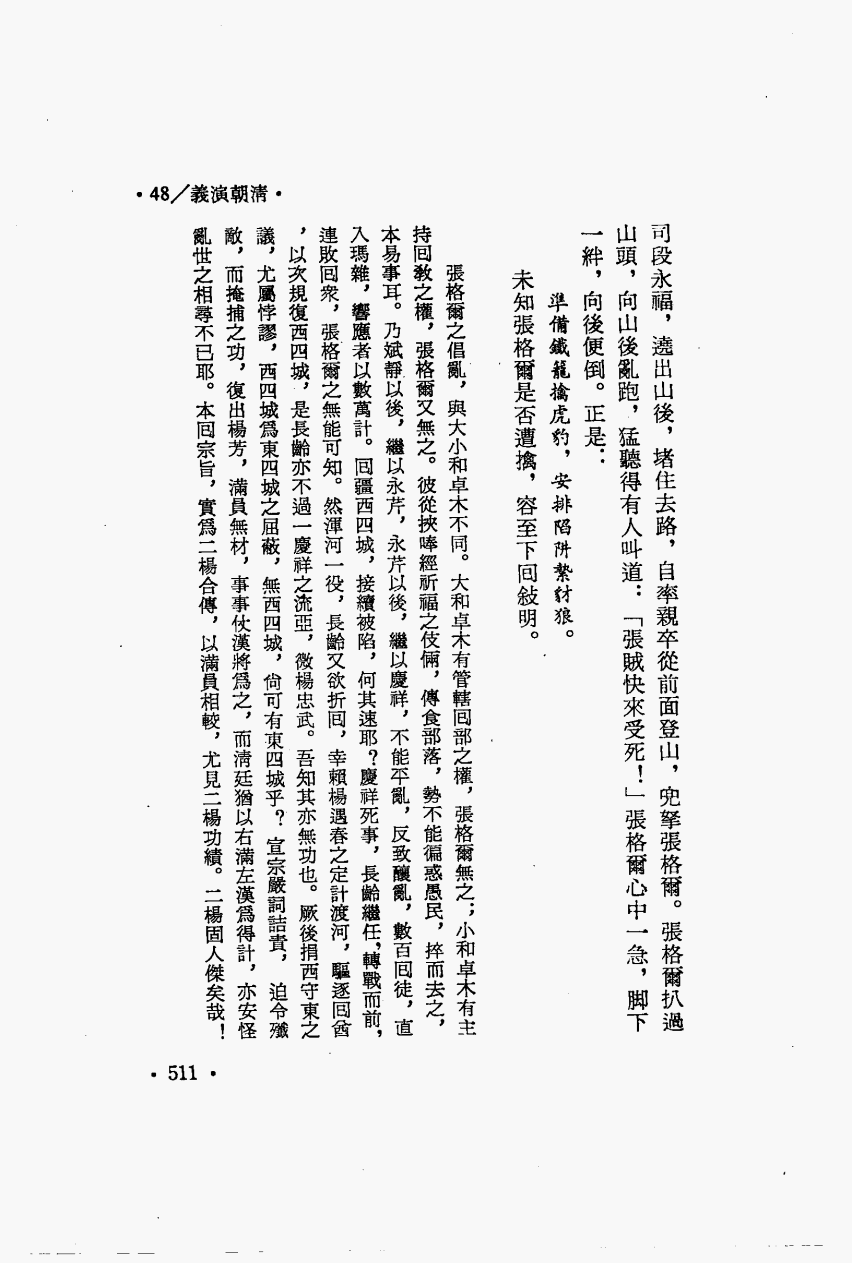 ·48/義演朝清·
司段永福，遶出山後，堵住去路，自率親卒從前面登山，兜拏張格爾。張格爾扒過
山頭，向山後亂跑，猛聽得有人叫道：「張賊快來受死！」張格爾心中一急，脚下
一絆，向後便倒。正是：
準備鐵籠擒虎豹，安排陷阱縶豺狼。
未知張格爾是否遭擒，容至下囘敍明。
張格爾之倡亂，與大小和卓木不同。大和卓木有管轄囘部之權，張格爾無之；小和卓木有主
持囘敎之權，張格爾又無之。彼從挾唪經祈福之伎倆，傳食部落，勢不能徧惑愚民，捽而去之，
本易事耳。乃斌靜以後，繼以永芹，永芹以後，繼以慶祥，不能平亂，反致釀亂，數百囘徒，直
入瑪雜，響應者以數萬計。囘疆西四城，接續被陷，何其速耶？慶祥死事，長齡繼任，轉戰而前，
連敗囘衆，張格爾之無能可知。然渾河一役，長齡又欲折囘，幸賴楊遇春之定計渡河，驅逐囘酋
，以次規復西四城，是長齡亦不過一慶祥之流亞，微楊忠武。吾知其亦無功也。厥後捐西守東之
議，尤屬悖謬，西四城爲東四城之屈蔽，無西四城，尙可有東四城乎？宣宗嚴詞詰責，迫令殲
敵，而掩捕之功，復出楊芳，滿員無材，事事仗漢將爲之，而淸廷猶以右滿左漢爲得計，亦安怪
亂世之相尋不已耶。本囘宗旨，實爲二楊合傳，以滿員相較，尤見二楊功績。二楊固人傑矣哉！
·511·